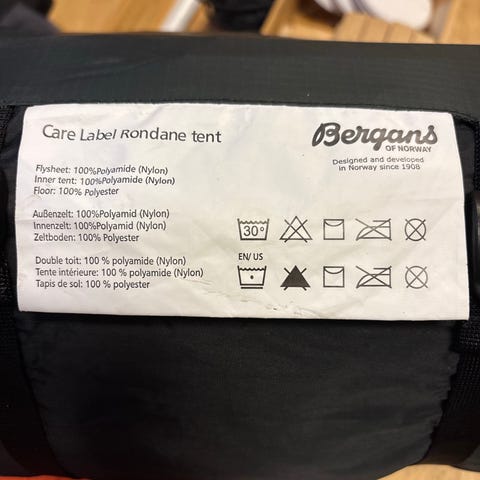 Care Label Rondane tent
Bergans
OF NORWAY
Designed and developed
in Norway since 1908
Flysheet: 100%Polyamide (Nylon)
Inner tent: 100%Polyamide (Nylon)
Floor: 100% Polyester
Außenzelt: 100%Polyamid (Nylon)
Innenzelt: 100%Polyamid (Nylon)
Zeltboden: 100% Polyester
30°
EN/ US
Double toit: 100 % polyamide (Nylon)
Tente intérieure: 100 % polyamide (Nylon)
Tapis de sol: 100 % polyester